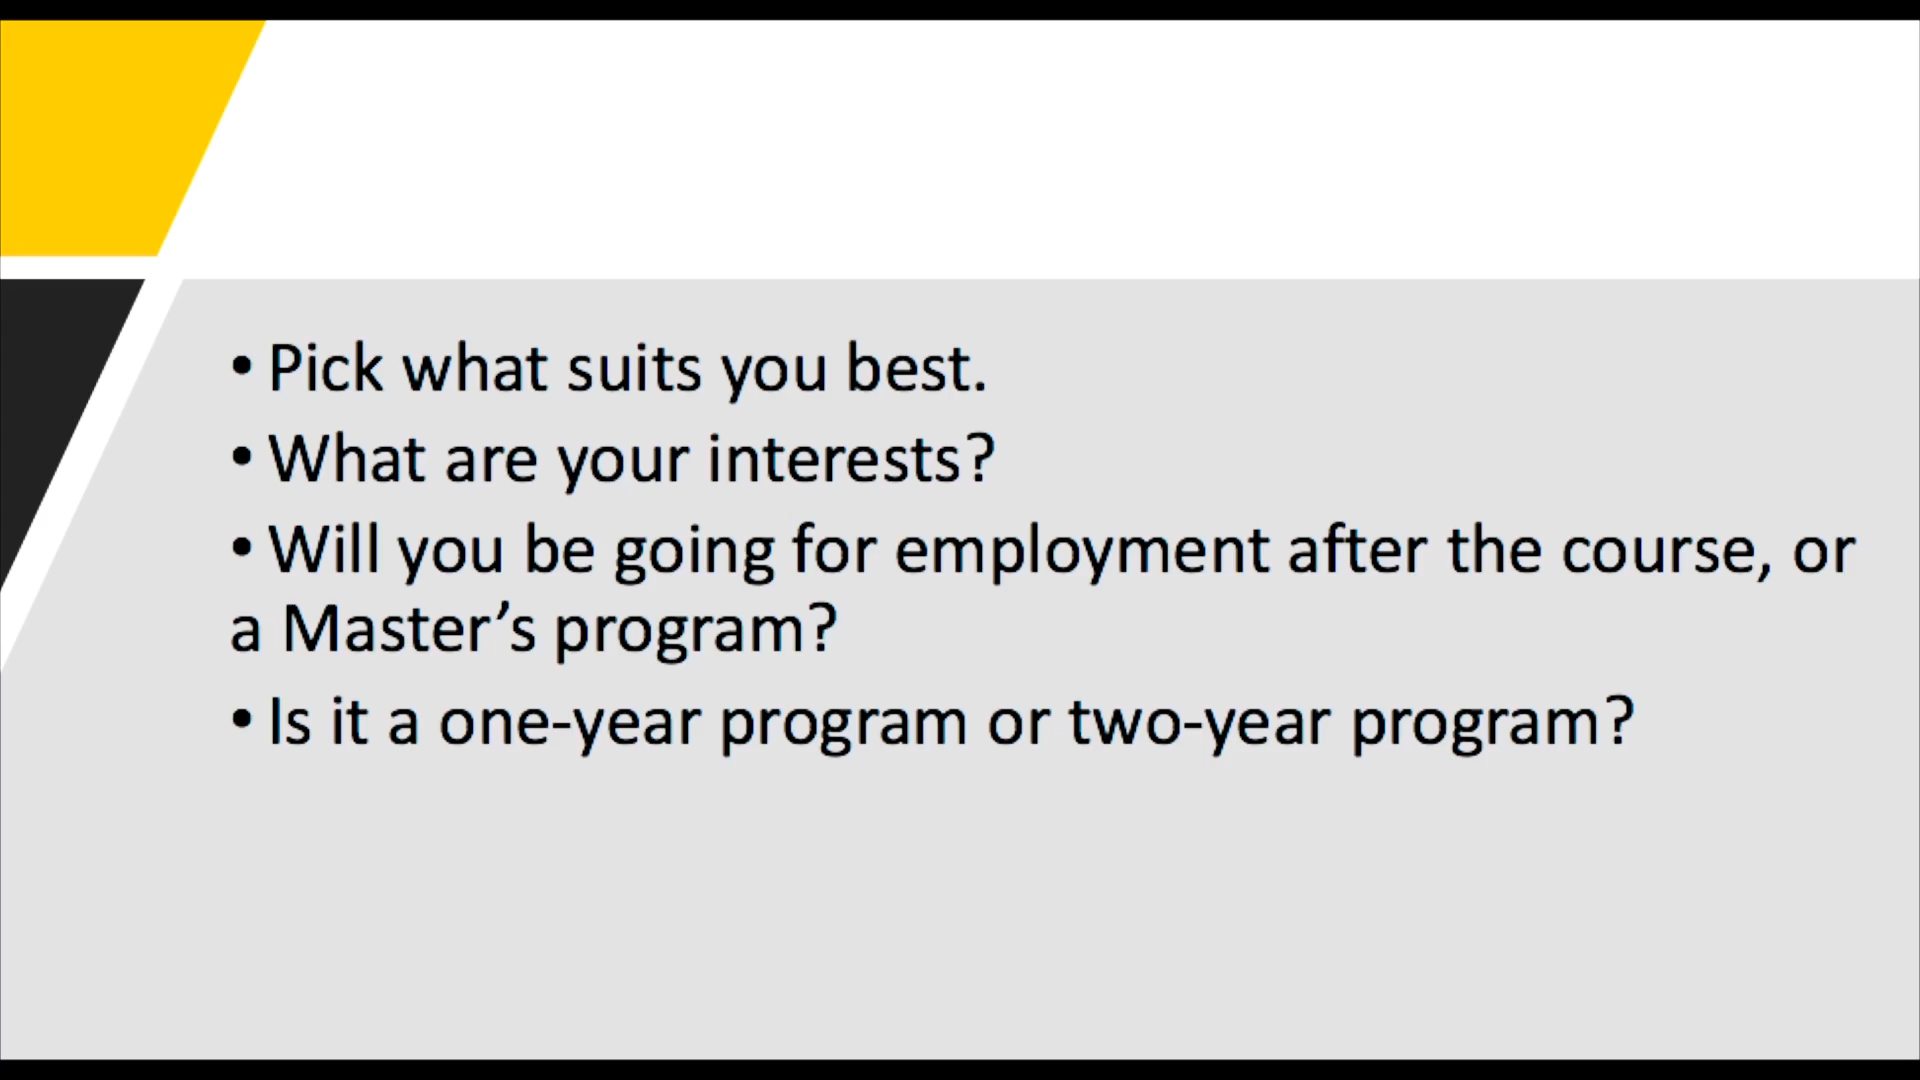 • Pick what suits you best.
• What are your interests?
• Will you be going for employment after the course, or
a Master’s program?
• Is it a one-year program or two-year program?